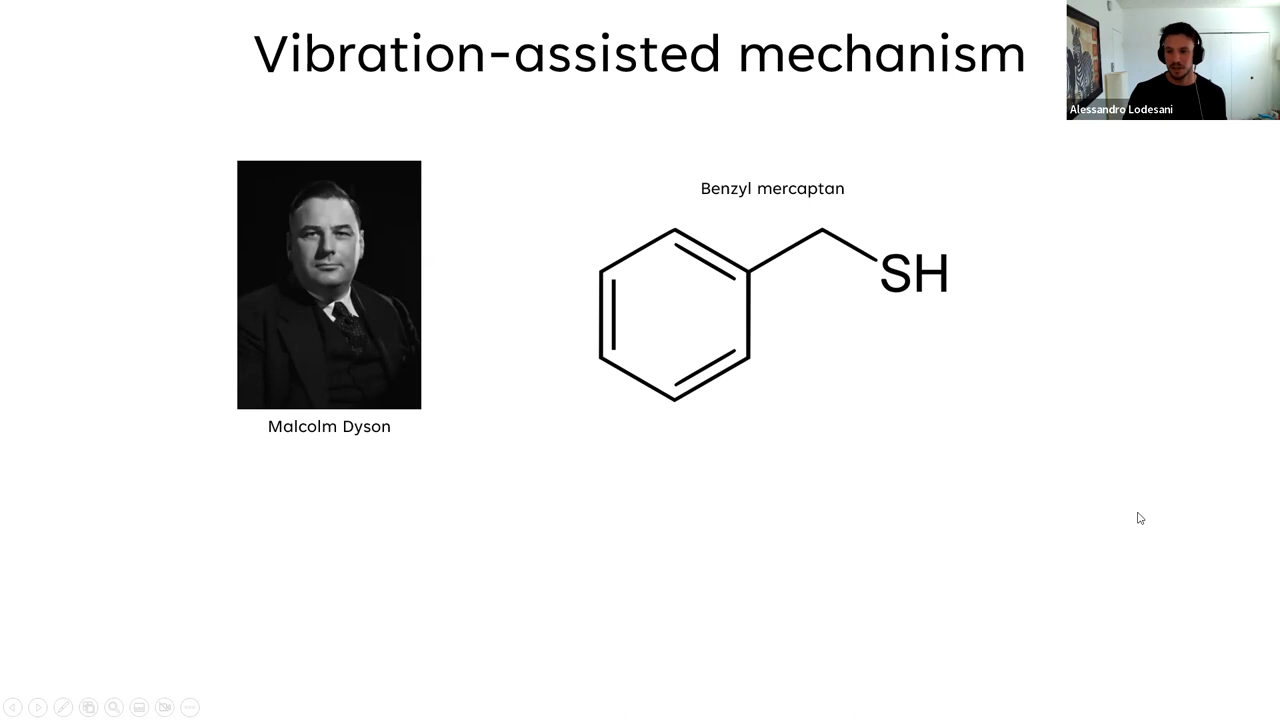 Vibration-assisted mechanism
Alessandro Lodesani
Benzyl mercaptan
SH
Malcolm Dyson